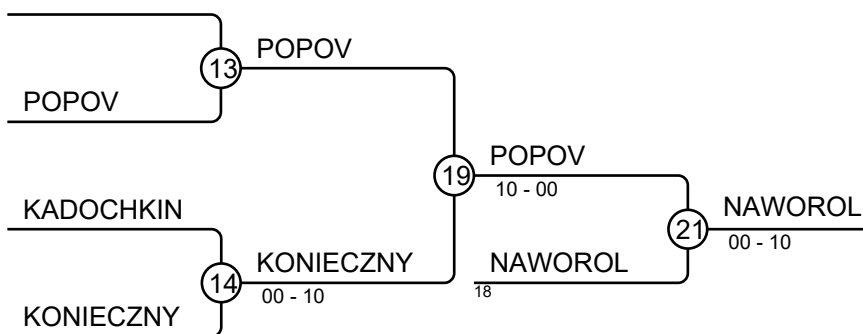 POPOV
13
POPOV
POPOV
19
10 - 00
KADOCHKIN
NAWOROL
21
00 - 10
KONIECZNY
14
00 - 10
NAWOROL
18
KONIECZNY